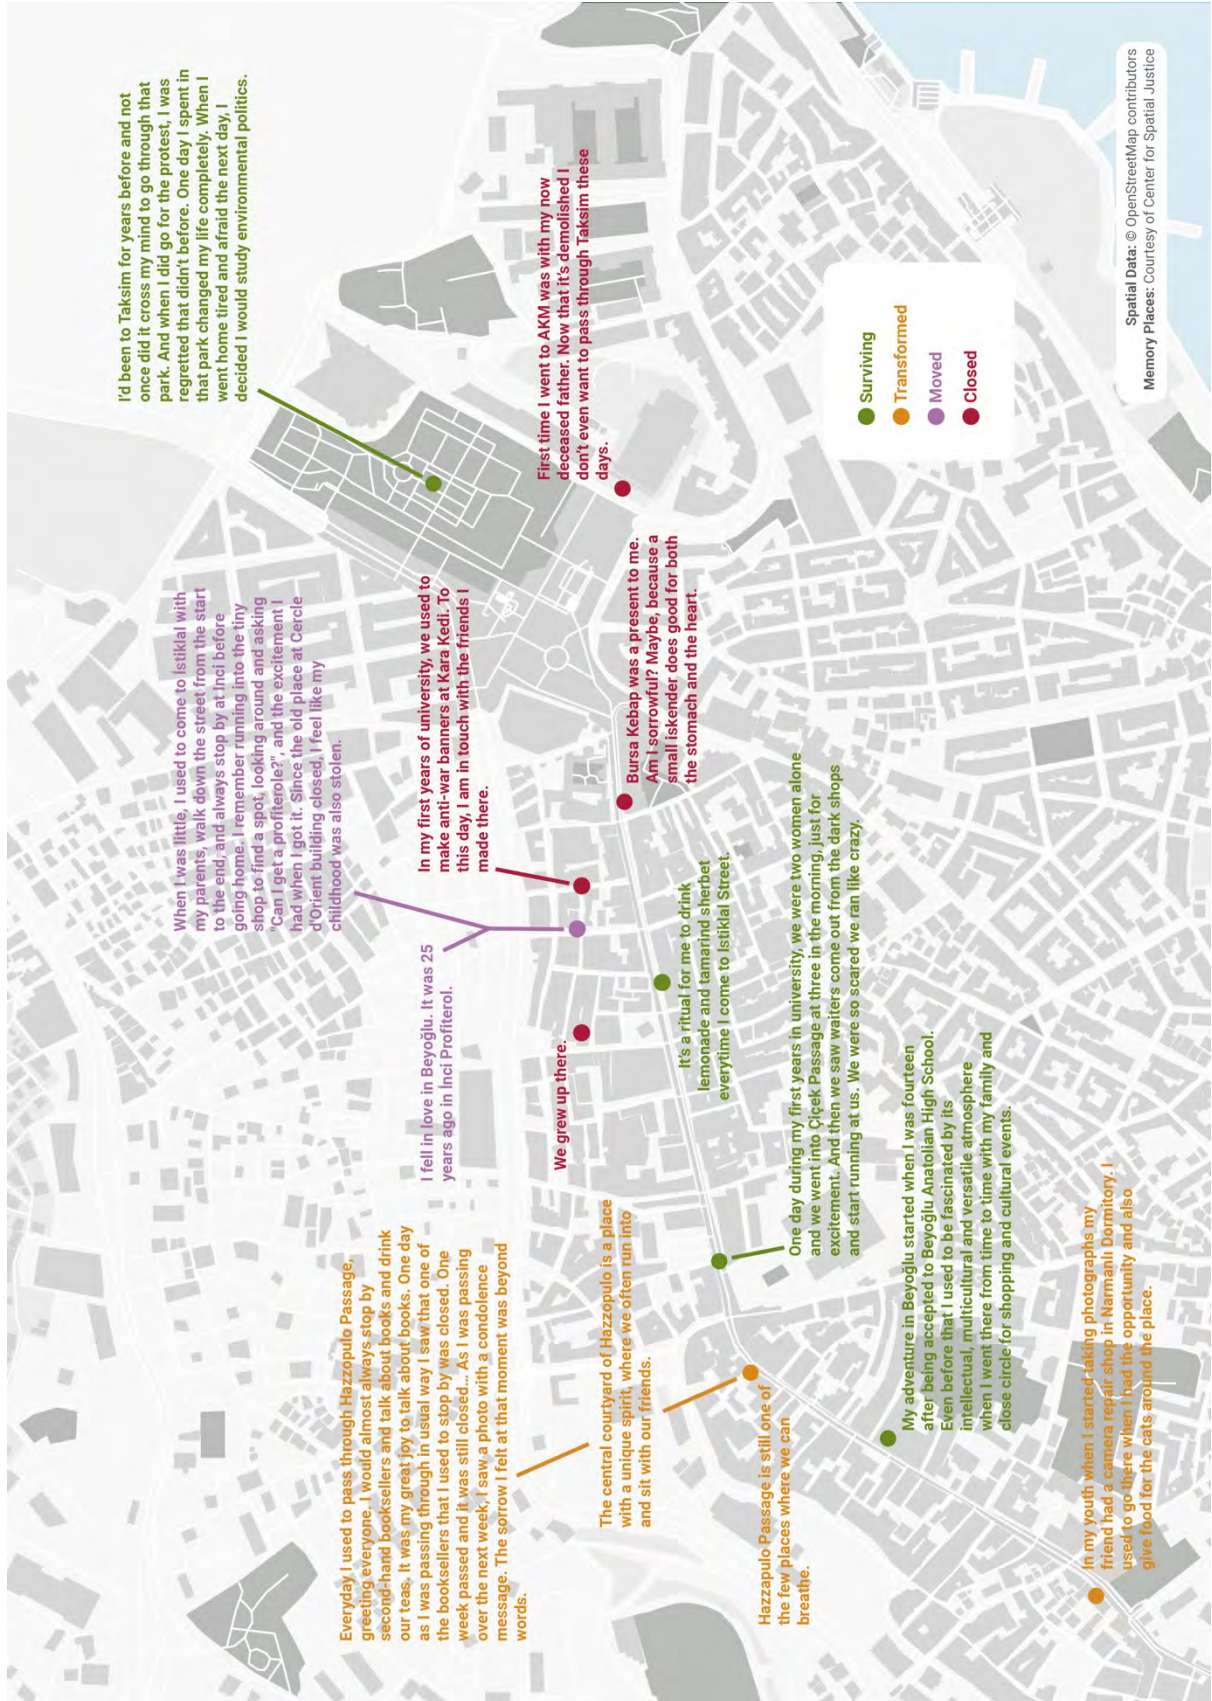 Everyday I used to pass through Hazzopulo Passage,
greeting everyone. I would almost always stop by
second-hand booksellers and talk about books and drink
our teas. It was my great joy to talk about books. One day
as I was passing through in usual way I saw that one of
the booksellers that I used to stop by was closed. One
week passed and it was still closed... As I was passing
over the next week, I saw a photo with a condolence
message. The sorrow I felt at that moment was beyond
words.
The central courtyard of Hazzopulo is a place
with a unique spirit, where we often run into
and sit with our friends.
Hazzapulo Passage is still one of
the few places where we can
breathe.
In my youth when I started taking photographs my
friend had a camera repair shop in Narmanlı Dormitory. I
used to go there when I had the opportunity and also
give food for the cats around the place.
My adventure in Beyoğlu started when I was fourteen
after being accepted to Beyoğlu Anatolian High School.
Even before that I used to be fascinated by its
intellectual, multicultural and versatile atmosphere
when I went there from time to time with my family and
close circle for shopping and cultural events.
One day during my first years in university, we were two women alone
and we went into Çiçek Passage at three in the morning, just for
excitement. And then we saw waiters come out from the dark shops
and start running at us. We were so scared we ran like crazy.
We grew up there.
It's a ritual for me to drink
lemonade and tamarind sherbet
everytime I come to Istiklal Street.
I fell in love in Beyoğlu. It was 25
years ago in İnci Profiterol.
When I was little, I used to come to İstiklal with
my parents, walk down the street from the start
to the end, and always stop by at Inci before
going home. I remember running into the tiny
shop to find a spot, looking around and asking
"Can I get a profiterole?", and the excitement I
had when I got it. Since the old place at Cercle
d'Orient building closed, I feel like my
childhood was also stolen.
In my first years of university, we used to
make anti-war banners at Kara Kedi. To
this day, I am in touch with the friends I
made there.
Bursa Kebap was a present to me.
Am I sorrowful? Maybe, because a
small iskender does good for both
the stomach and the heart.
First time I went to AKM was with my now
deceased father. Now that it's demolished I
don't even want to pass through Taksim these
days.
I'd been to Taksim for years before and not
once did it cross my mind to go through that
park. And when I did go for the protest, I was
regretted that didn't before. One day I spent in
that park changed my life completely. When I
went home tired and afraid the next day, I
decided I would study environmental politics.
Surviving
Transformed
Moved
Closed
Spatial Data: © OpenStreetMap contributors
Memory Places: Courtesy of Center for Spatial Justice